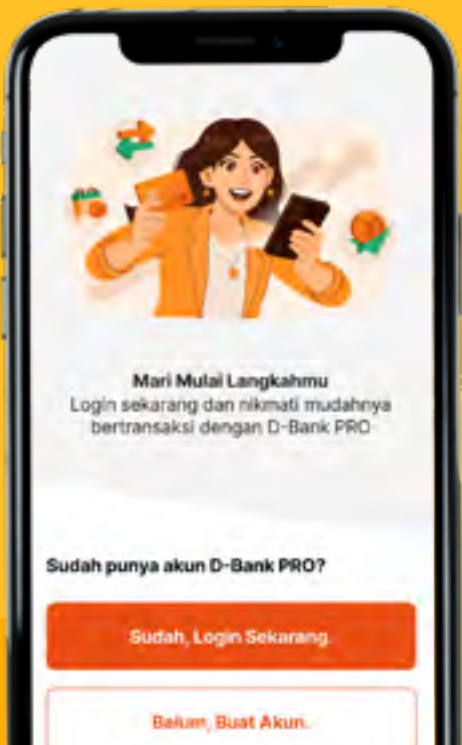 Mari Mulai Langkahmu
Login sekarang dan nikmati mudahnya
bertransaksi dengan D-Bank PRO
Sudah punya akun D-Bank PRO?
Sudah, Login Sekarang.
Belum, Buat Akun.